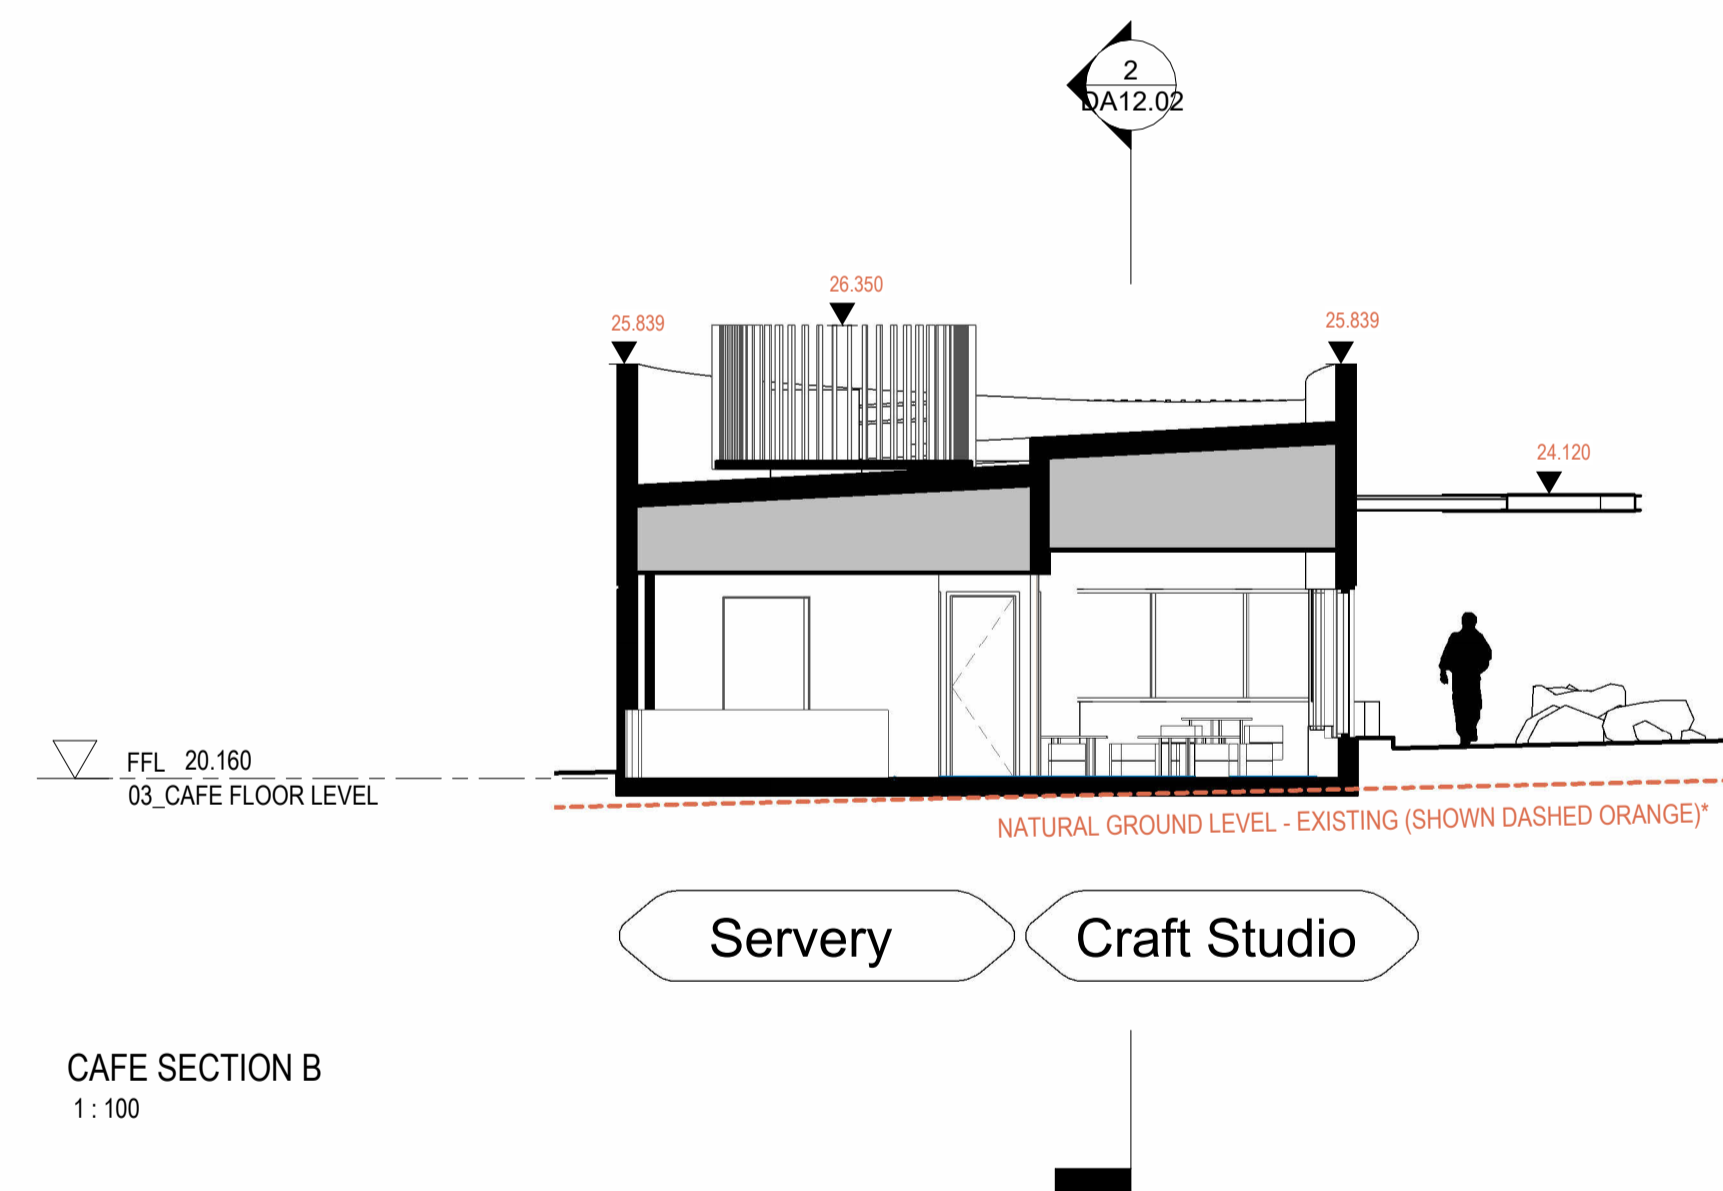 2
DA12.02
26.350
25.839
25.839
24.120
FFL 20.160
03_CAFE FLOOR LEVEL
NATURAL GROUND LEVEL - EXISTING (SHOWN DASHED ORANGE)*
Servery
Craft Studio
CAFE SECTION B
1 : 100